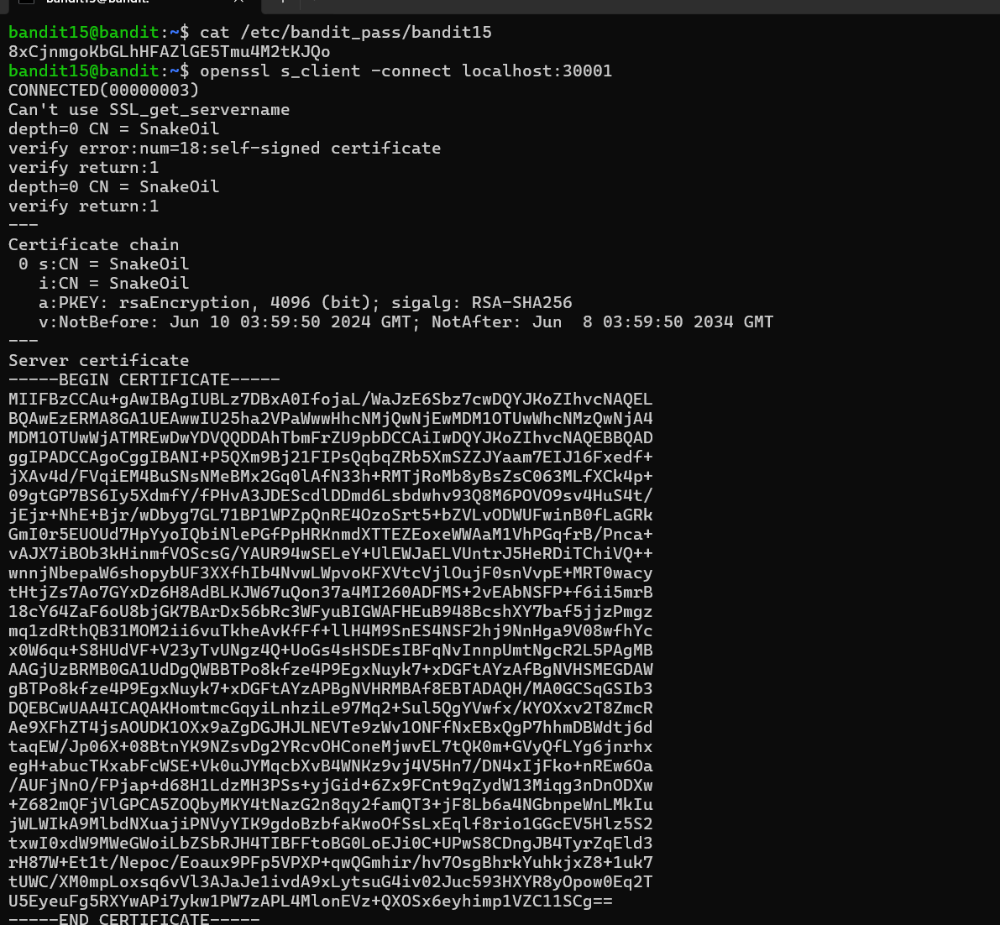 bandit15@bandit:~$ cat /etc/bandit_pass/bandit15
8xCjnmgoKbGLhHFAZlGE5Tmu4M2tKJQo
bandit15@bandit:~$ openssl s_client -connect localhost:30001
CONNECTED(00000003)
Can't use SSL_get_servername
depth=0 CN = SnakeOil
verify error:num=18:self-signed certificate
verify return:1
depth=0 CN = SnakeOil
verify return:1
---
Certificate chain
 0 s:CN = SnakeOil
   i:CN = SnakeOil
   a:PKEY: rsaEncryption, 4096 (bit); sigalg: RSA-SHA256
   v:NotBefore: Jun 10 03:59:50 2024 GMT; NotAfter: Jun  8 03:59:50 2034 GMT
---
Server certificate
-----BEGIN CERTIFICATE-----
MIIFBzCCAu+gAwIBAgIUBLz7DBxA0IfojaL/WaJzE6Sbz7cwDQYJKoZIhvcNAQEL
BQAwEzERMA8GA1UEAwwIU25ha2VPaWwwHhcNMjQwNjEwMDM1OTUwWhcNMzQwNjA4
MDM1OTUwWjATMREwDwYDVQQDDAhTbmFrZU9pbDCCAiIwDQYJKoZIhvcNAQEBBQAD
ggIPADCCAgoCggIBANI+P5QXm9Bj21FIPsQqbqZRb5XmSZZJYaam7EIJ16Fxedf+
jXAv4d/FVqiEM4BuSNsNMeBMx2Gq0lAfN33h+RMTjRoMb8yBsZsC063MLfXCk4p+
09gtGP7BS6Iy5XdmfY/fPHvA3JDEScdlDDmd6Lsbdwhv93Q8M6POVO9sv4HuS4t/
jEjr+NhE+Bjr/wDbyg7GL71BP1WPZpQnRE4OzoSrt5+bZVLvODWUFwinB0fLaGRk
GmI0r5EUOUd7HpYyoIQbiNlePGfPpHRKnmdXTTEZEoxeWWAaM1VhPGqfrB/Pnca+
vAJX7iBOb3kHinmfVOScsG/YAUR94wSELeY+UlEWJaELVUntrJ5HeRDiTChiVQ++
wnnjNbepaW6shopybUF3XXfhIb4NvwLWpvoKFXVtcVjlOujF0snVvpE+MRT0wacy
tHtjZs7Ao7GYxDz6H8AdBLKJW67uQon37a4MI260ADFMS+2vEAbNSFP+f6ii5mrB
18cY64ZaF6oU8bjGK7BArDx56bRc3WFyuBIGWAFHEuB948BcshXY7baf5jjzPmgz
mq1zdRthQB31MOM2ii6vuTkheAvKfFf+llH4M9SnES4NSF2hj9NnHga9V08wfhYc
x0W6qu+S8HUdVF+V23yTvUNgz4Q+UoGs4sHSDEsIBFqNvInnpUmtNgcR2L5PAgMB
AAGjUzBRMB0GA1UdDgQWBBTPo8kfze4P9EgxNuyk7+xDGFtAYzAfBgNVHSMEGDAW
gBTPo8kfze4P9EgxNuyk7+xDGFtAYzAPBgNVHRMBAf8EBTADAQH/MA0GCSqGSIb3
DQEBCwUAA4ICAQAKHomtmcGqyiLnhziLe97Mq2+Sul5QgYVwfx/KYOXxv2T8ZmcR
Ae9XFhZT4jsAOUDK1OXx9aZgDGJHJLNEVTe9zWv1ONFfNxEBxQgP7hhmDBWdtj6d
taqEW/Jp06X+08BtnYK9NZsvDg2YRcvOHConeMjwvEL7tQK0m+GVyQfLYg6jnrhx
egH+abucTKxabFcWSE+Vk0uJYMqcbXvB4WNKz9vj4V5Hn7/DN4xIjFko+nREw6Oa
/AUFjNnO/FPjap+d68H1LdzMH3PSs+yjGid+6Zx9FCnt9qZydW13Miqg3nDnODXw
+Z682mQFjVlGPCA5ZOQbyMKY4tNazG2n8qy2famQT3+jF8Lb6a4NGbnpeWnLMkIu
jWLWIkA9MlbdNXuajiPNVyYIK9gdoBzbfaKwoOfSsLxEqlf8rio1GGcEV5Hlz5S2
txwI0xdW9MWeGWoiLbZSbRJH4TIBFFtoBG0LoEJi0C+UPwS8CDngJB4TyrZqEld3
rH87W+Et1t/Nepoc/Eoaux9PFp5VPXP+qwQGmhir/hv7OsgBhrkYuhkjxZ8+1uk7
tUWC/XM0mpLoxsq6vVl3AJaJe1ivdA9xLytsuG4iv02Juc593HXYR8yOpow0Eq2T
U5EyeuFg5RXYwAPi7ykw1PW7zAPL4MlonEVz+QXOSx6eyhimp1VZC11SCg==
-----END CERTIFICATE-----